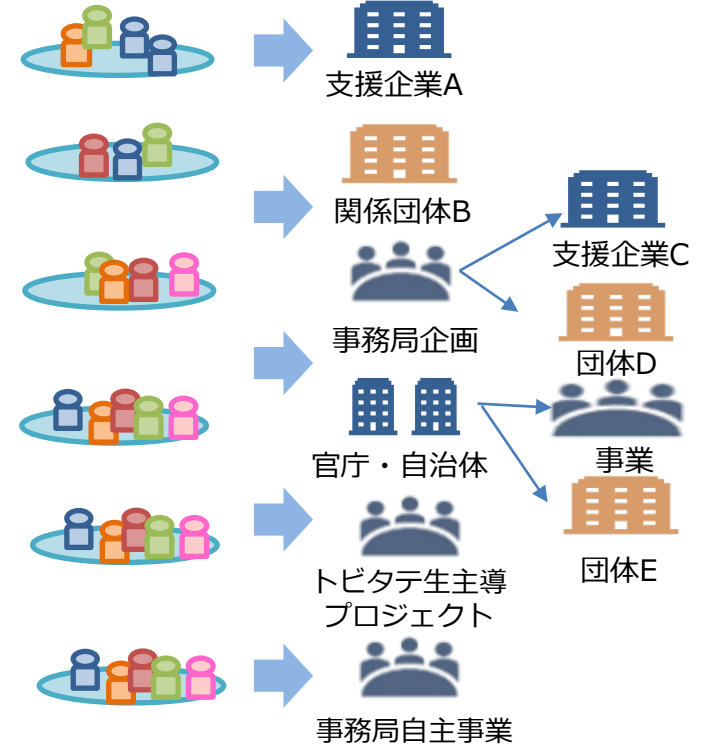 支援企業A
関係団体B
支援企業C
事務局企画
団体D
官庁・自治体
事業
団体E
トビタテ生主導
プロジェクト
事務局自主事業